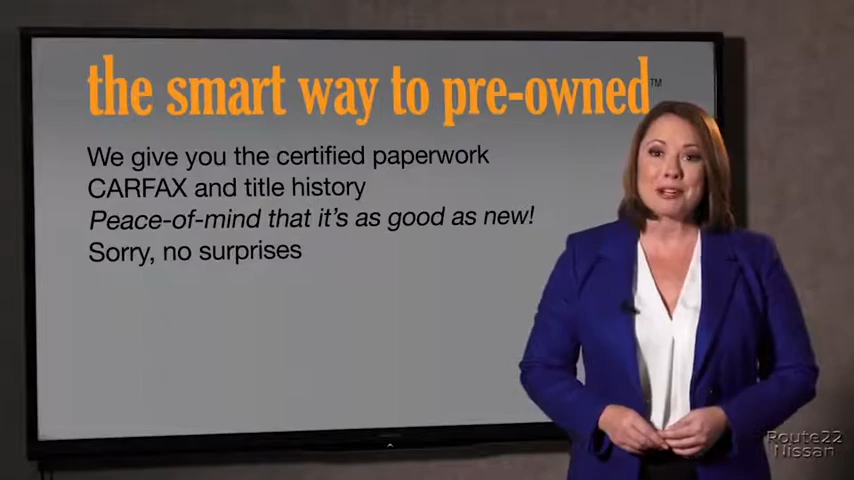 the smart way to pre-owned™
We give you the certified paperwork
CARFAX and title history
Peace-of-mind that it's as good as new!
Sorry, no surprises
Route22
Nissan